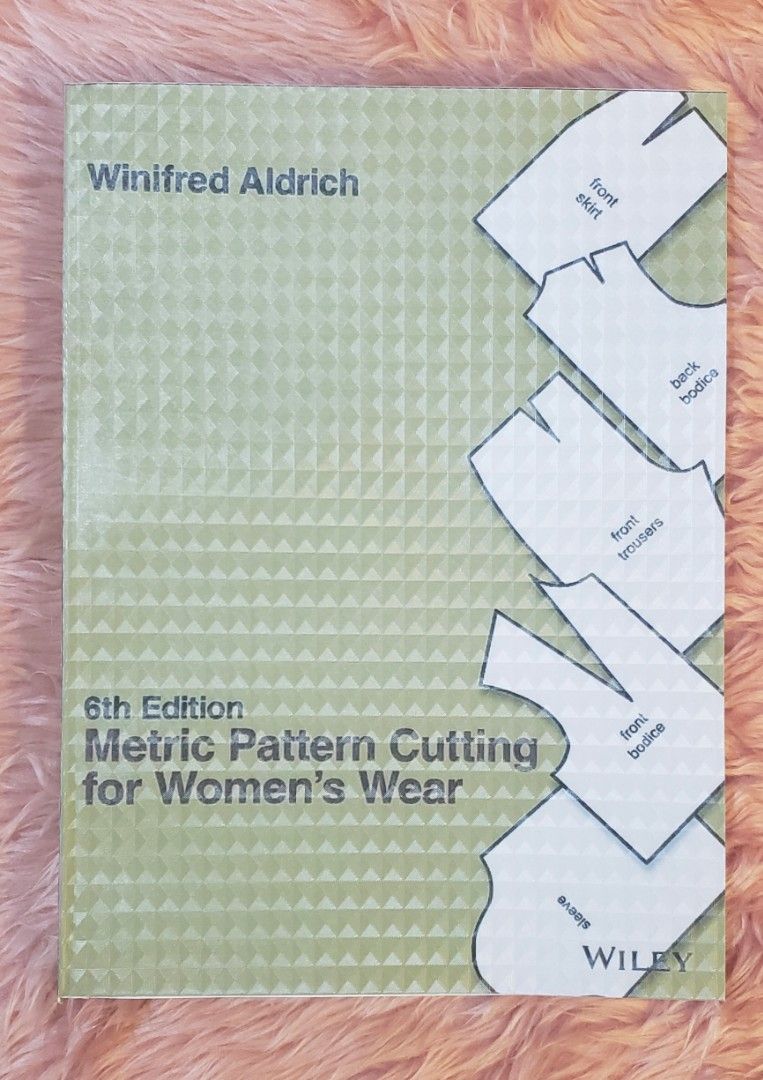 Winifred Aldrich
front
skirt
back
bodice
front
trousers
6th Edition
Metric Pattern Cutting
for Women's Wear
front
bodice
sleeve
WILEY